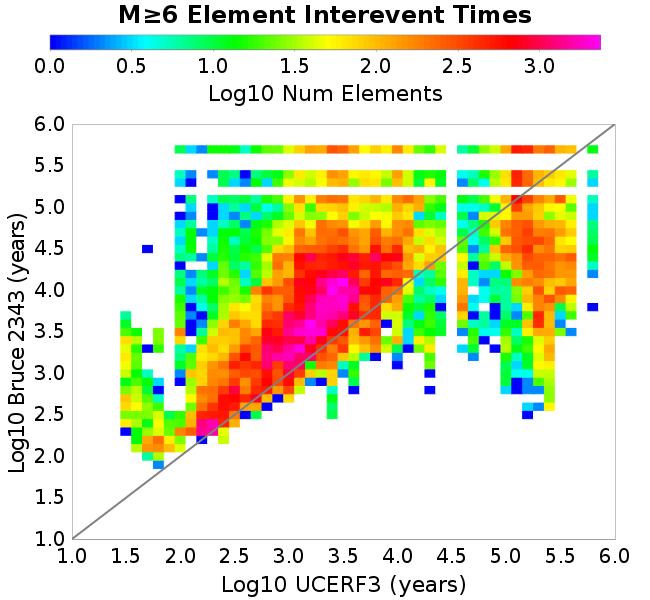 M≥6 Element Interevent Times
0.0 0.5 1.0 1.5 2.0 2.5 3.0
Log10 Num Elements
6.0
5.5
5.0
4.5
4.0
3.5
3.0
2.5
2.0
1.5
1.0
Log10 Bruce 2343 (years)
1.0 1.5 2.0 2.5 3.0 3.5 4.0 4.5 5.0 5.5 6.0
Log10 UCERF3 (years)